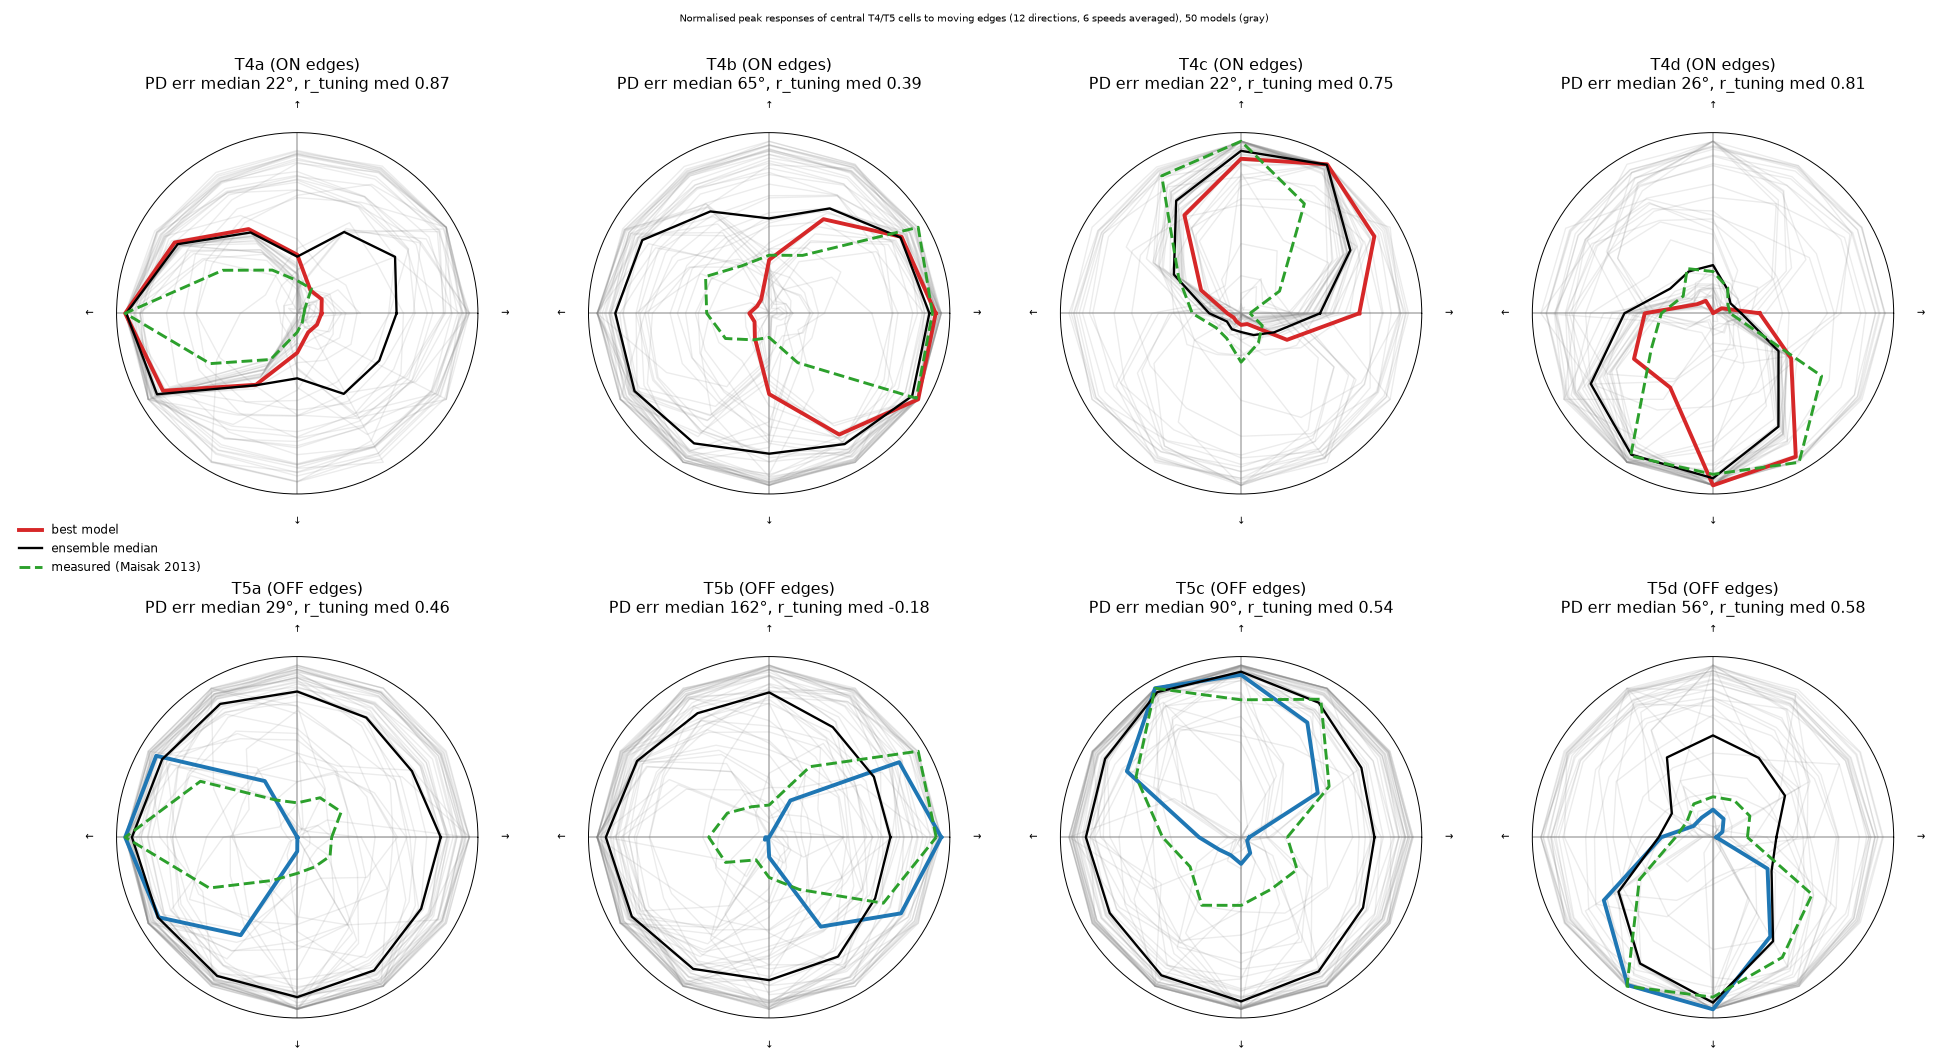 Normalised peak responses of central T4/T5 cells to moving edges (12 directions, 6 speeds averaged), 50 models (gray)
T4a (ON edges)
PD err median 22°, r_tuning med 0.87
↑
←
→
↓
T4b (ON edges)
PD err median 65°, r_tuning med 0.39
↑
←
→
↓
T4c (ON edges)
PD err median 22°, r_tuning med 0.75
↑
←
→
↓
T4d (ON edges)
PD err median 26°, r_tuning med 0.81
↑
←
→
↓
best model
ensemble median
measured (Maisak 2013)
T5a (OFF edges)
PD err median 29°, r_tuning med 0.46
↑
←
→
↓
T5b (OFF edges)
PD err median 162°, r_tuning med -0.18
↑
←
→
↓
T5c (OFF edges)
PD err median 90°, r_tuning med 0.54
↑
←
→
↓
T5d (OFF edges)
PD err median 56°, r_tuning med 0.58
↑
←
→
↓